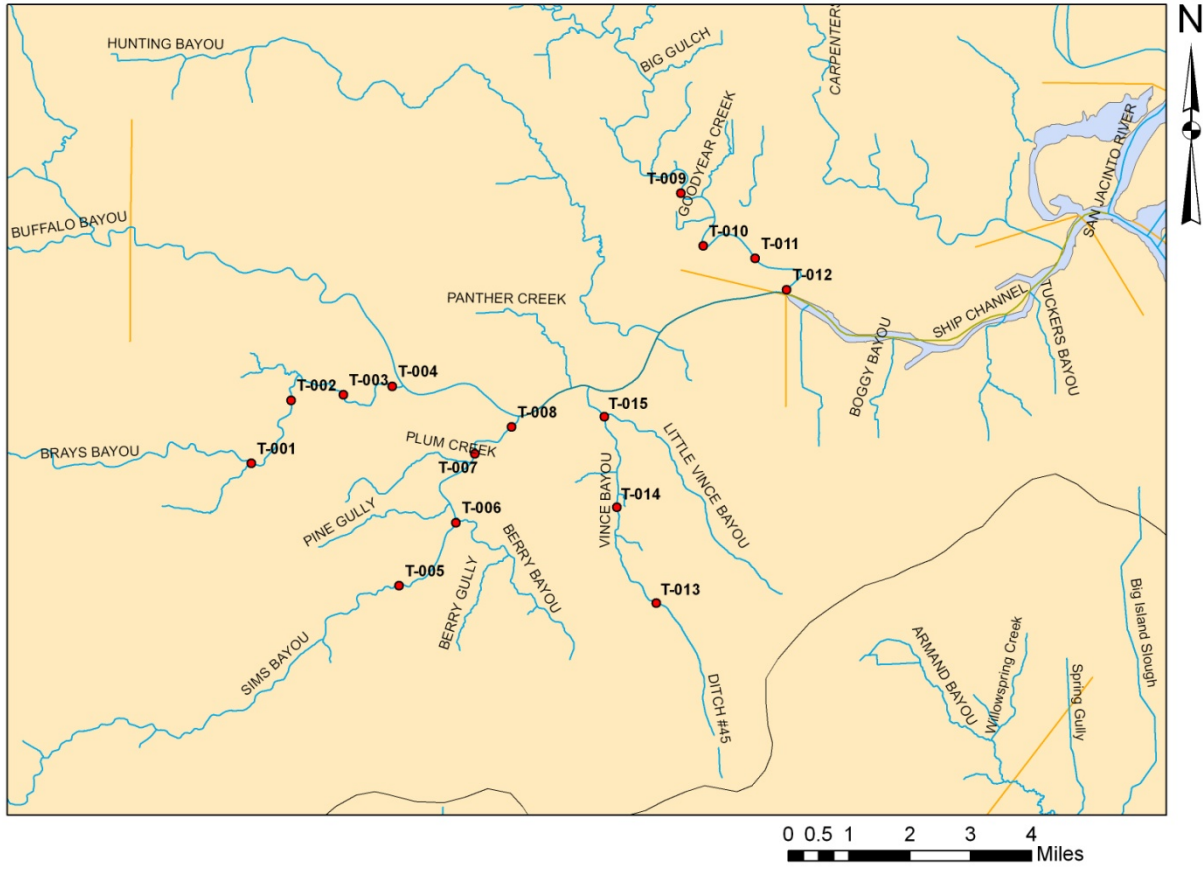 N
HUNTING BAYOU
BIG GULCH
CARPENTERS
GOODYEAR CREEK
T-009
SAN JACINTO RIVER
BUFFALO BAYOU
T-010
T-011
T-012
PANTHER CREEK
SHIP CHANNEL
TUCKERS BAYOU
BOGGY BAYOU
T-004
T-003
T-002
T-015
T-008
PLUM CREEK
LITTLE VINCE BAYOU
BRAYS BAYOU
T-001
T-007
VINCE BAYOU
T-014
PINE GULLY
T-006
BERRY BAYOU
T-005
BERRY GULLY
T-013
SIMS BAYOU
DITCH #45
ARMAND BAYOU
Willowspring Creek
Spring Gully
Big Island Slough
0 0.5 1 2 3 4
Miles